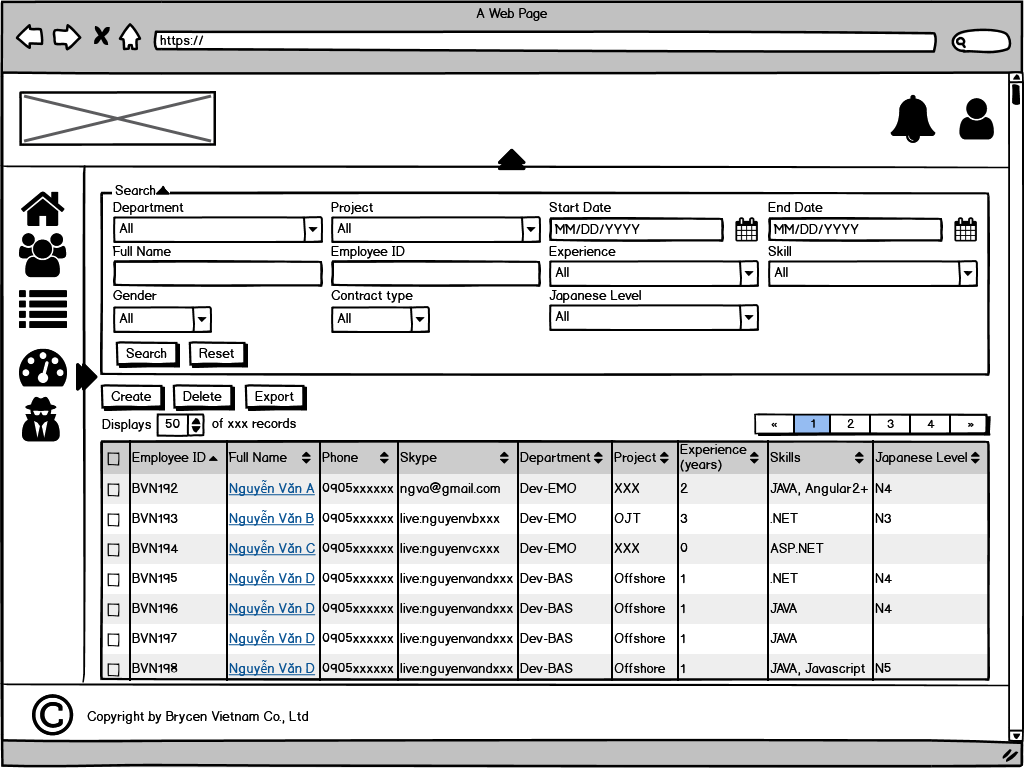 A Web Page
https://
Search
Department Project Start Date End Date
All All MM/DD/YYYY MM/DD/YYYY
Full Name Employee ID Experience Skill
All All
Gender Contract type Japanese Level
All All All
Search Reset
Create Delete Export
Displays 50 of xxx records « 1 2 3 4 »
Employee ID Full Name Phone Skype Department Project Experience (years) Skills Japanese Level
BVN192 Nguyễn Văn A 0905xxxxxx ngva@gmail.com Dev-EMO XXX 2 JAVA, Angular2+ N4
BVN193 Nguyễn Văn B 0905xxxxxx live:nguyenvbxxx Dev-EMO OJT 3 .NET N3
BVN194 Nguyễn Văn C 0905xxxxxx live:nguyenvcxxx Dev-EMO XXX 0 ASP.NET
BVN195 Nguyễn Văn D 0905xxxxxx live:nguyenvandxxx Dev-BAS Offshore 1 .NET N4
BVN196 Nguyễn Văn D 0905xxxxxx live:nguyenvandxxx Dev-BAS Offshore 1 JAVA N4
BVN197 Nguyễn Văn D 0905xxxxxx live:nguyenvandxxx Dev-BAS Offshore 1 JAVA
BVN198 Nguyễn Văn D 0905xxxxxx live:nguyenvandxxx Dev-BAS Offshore 1 JAVA, Javascript N5
© Copyright by Brycen Vietnam Co., Ltd